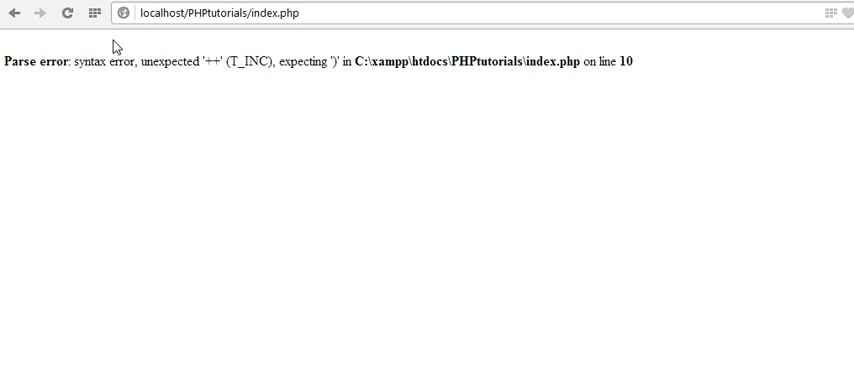 localhost/PHPtutorials/index.php
Parse error: syntax error, unexpected '++' (T_INC), expecting ')' in C:\xampp\htdocs\PHPtutorials\index.php on line 10